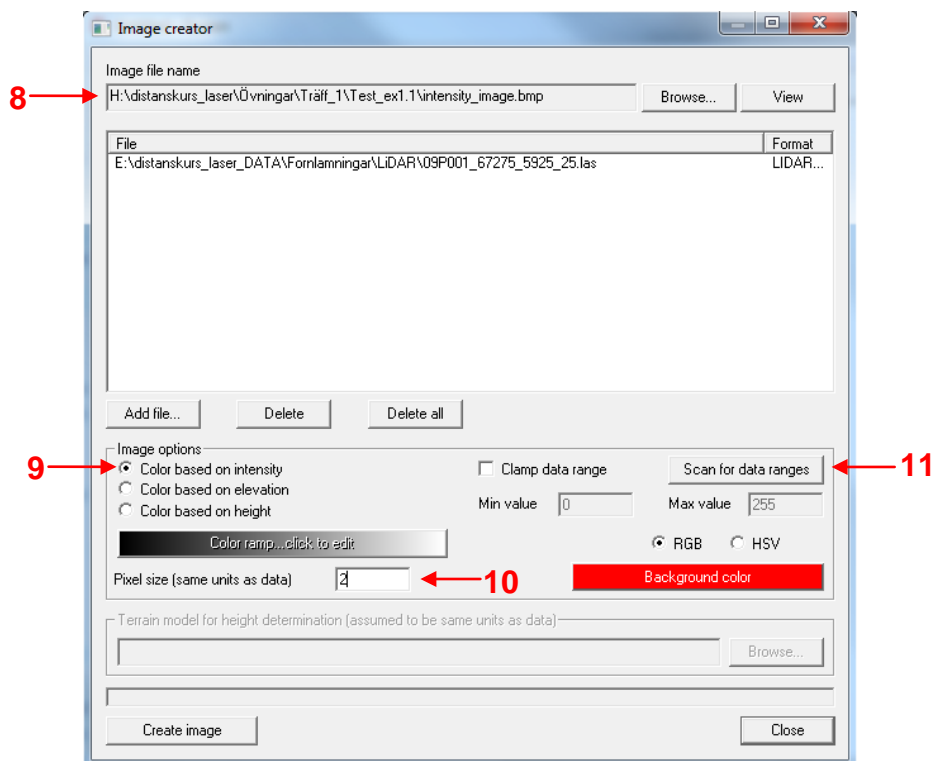 Image creator
Image file name
8
H:\distanskurs_laser\Övningar\Träff_1\Test_ex1.1\intensity_image.bmp Browse... View
File Format
E:\distanskurs_laser_DATA\Fornlamningar\LiDAR\09P001_67275_5925_25.las LIDAR...
Add file... Delete Delete all
Image options
9 Color based on intensity Clamp data range Scan for data ranges 11
Color based on elevation
Min value 0 Max value 255
Color based on height
Color ramp...click to edit RGB HSV
Pixel size (same units as data) 2 10 Background color
Terrain model for height determination (assumed to be same units as data)
Browse...
Create image Close